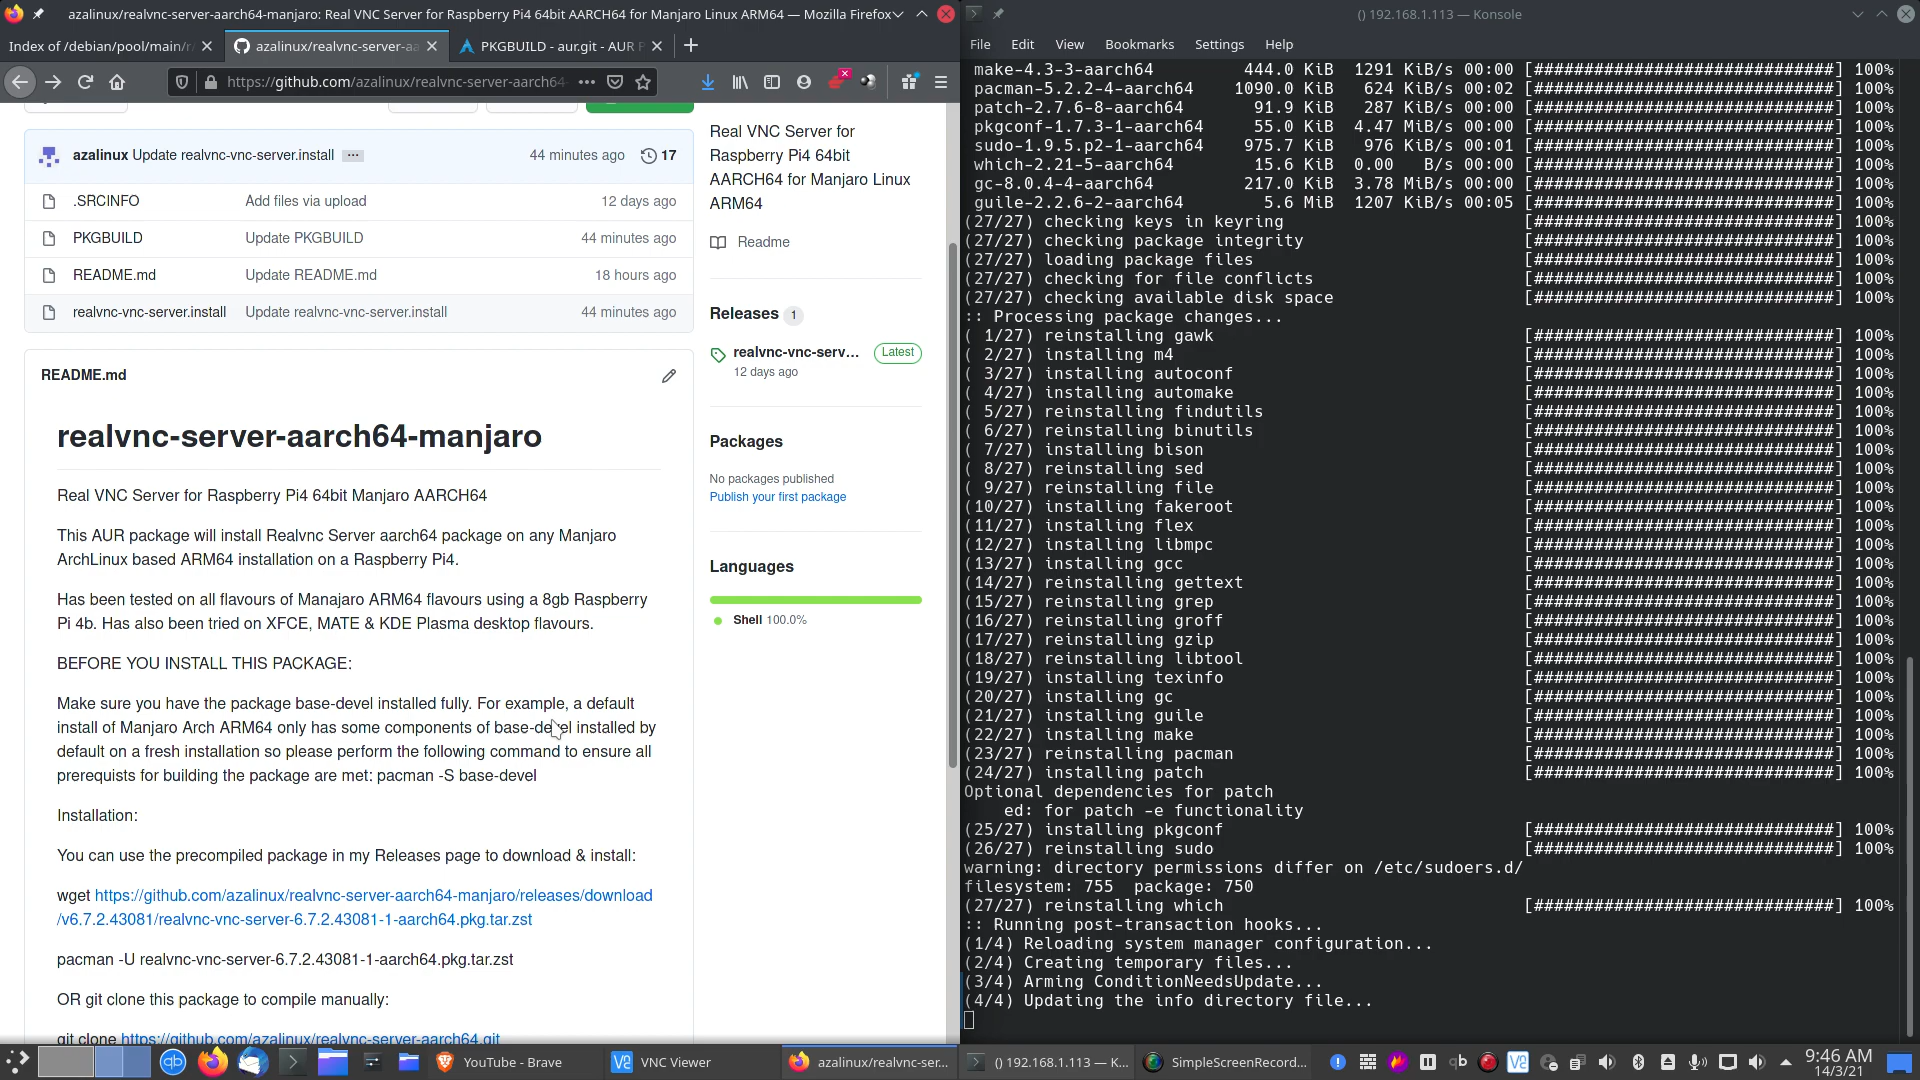 azalinux/realvnc-server-aarch64-manjaro: Real VNC Server for Raspberry Pi4 64bit AARCH64 for Manjaro Linux ARM64 — Mozilla Firefox
Index of /debian/pool/main/r
azalinux/realvnc-server-aa
PKGBUILD - aur.git - AUR P
https://github.com/azalinux/realvnc-server-aarch64-
azalinux Update realvnc-vnc-server.install
44 minutes ago
17
.SRCINFO
Add files via upload
12 days ago
PKGBUILD
Update PKGBUILD
44 minutes ago
README.md
Update README.md
18 hours ago
realvnc-vnc-server.install
Update realvnc-vnc-server.install
44 minutes ago
README.md
realvnc-server-aarch64-manjaro
Real VNC Server for Raspberry Pi4 64bit Manjaro AARCH64
This AUR package will install Realvnc Server aarch64 package on any Manjaro
ArchLinux based ARM64 installation on a Raspberry Pi4.
Has been tested on all flavours of Manajaro ARM64 flavours using a 8gb Raspberry
Pi 4b. Has also been tried on XFCE, MATE & KDE Plasma desktop flavours.
BEFORE YOU INSTALL THIS PACKAGE:
Make sure you have the package base-devel installed fully. For example, a default
install of Manjaro Arch ARM64 only has some components of base-devel installed by
default on a fresh installation so please perform the following command to ensure all
prerequists for building the package are met: pacman -S base-devel
Installation:
You can use the precompiled package in my Releases page to download & install:
wget https://github.com/azalinux/realvnc-server-aarch64-manjaro/releases/download
/v6.7.2.43081/realvnc-vnc-server-6.7.2.43081-1-aarch64.pkg.tar.zst
pacman -U realvnc-vnc-server-6.7.2.43081-1-aarch64.pkg.tar.zst
OR git clone this package to compile manually:
git clone https://github.com/azalinux/realvnc-server-aarch64.git
Real VNC Server for
Raspberry Pi4 64bit
AARCH64 for Manjaro Linux
ARM64
Readme
Releases 1
realvnc-vnc-serv...
Latest
12 days ago
Packages
No packages published
Publish your first package
Languages
Shell 100.0%
() 192.168.1.113 — Konsole
File Edit View Bookmarks Settings Help
make-4.3-3-aarch64 444.0 KiB 1291 KiB/s 00:00 [##############################] 100%
pacman-5.2.2-4-aarch64 1090.0 KiB 624 KiB/s 00:02 [##############################] 100%
patch-2.7.6-8-aarch64 91.9 KiB 287 KiB/s 00:00 [##############################] 100%
pkgconf-1.7.3-1-aarch64 55.0 KiB 4.47 MiB/s 00:00 [##############################] 100%
sudo-1.9.5.p2-1-aarch64 975.7 KiB 976 KiB/s 00:01 [##############################] 100%
which-2.21-5-aarch64 15.6 KiB 0.00 B/s 00:00 [##############################] 100%
gc-8.0.4-4-aarch64 217.0 KiB 3.78 MiB/s 00:00 [##############################] 100%
guile-2.2.6-2-aarch64 5.6 MiB 1207 KiB/s 00:05 [##############################] 100%
(27/27) checking keys in keyring [##############################] 100%
(27/27) checking package integrity [##############################] 100%
(27/27) loading package files [##############################] 100%
(27/27) checking for file conflicts [##############################] 100%
(27/27) checking available disk space [##############################] 100%
:: Processing package changes...
( 1/27) reinstalling gawk [##############################] 100%
( 2/27) installing m4 [##############################] 100%
( 3/27) installing autoconf [##############################] 100%
( 4/27) installing automake [##############################] 100%
( 5/27) reinstalling findutils [##############################] 100%
( 6/27) reinstalling binutils [##############################] 100%
( 7/27) installing bison [##############################] 100%
( 8/27) reinstalling sed [##############################] 100%
( 9/27) reinstalling file [##############################] 100%
(10/27) installing fakeroot [##############################] 100%
(11/27) installing flex [##############################] 100%
(12/27) installing libmpc [##############################] 100%
(13/27) installing gcc [##############################] 100%
(14/27) reinstalling gettext [##############################] 100%
(15/27) reinstalling grep [##############################] 100%
(16/27) reinstalling groff [##############################] 100%
(17/27) reinstalling gzip [##############################] 100%
(18/27) reinstalling libtool [##############################] 100%
(19/27) reinstalling texinfo [##############################] 100%
(20/27) installing gc [##############################] 100%
(21/27) installing guile [##############################] 100%
(22/27) installing make [##############################] 100%
(23/27) reinstalling pacman [##############################] 100%
(24/27) installing patch [##############################] 100%
Optional dependencies for patch
ed: for patch -e functionality
(25/27) installing pkgconf [##############################] 100%
(26/27) reinstalling sudo [##############################] 100%
warning: directory permissions differ on /etc/sudoers.d/
filesystem: 755 package: 750
(27/27) reinstalling which [##############################] 100%
:: Running post-transaction hooks...
(1/4) Reloading system manager configuration...
(2/4) Creating temporary files...
(3/4) Arming ConditionNeedsUpdate...
(4/4) Updating the info directory file...
qb
YouTube - Brave
VNC Viewer
azalinux/realvnc-ser...
() 192.168.1.113 — K...
SimpleScreenRecord...
qb
9:46 AM
14/3/21